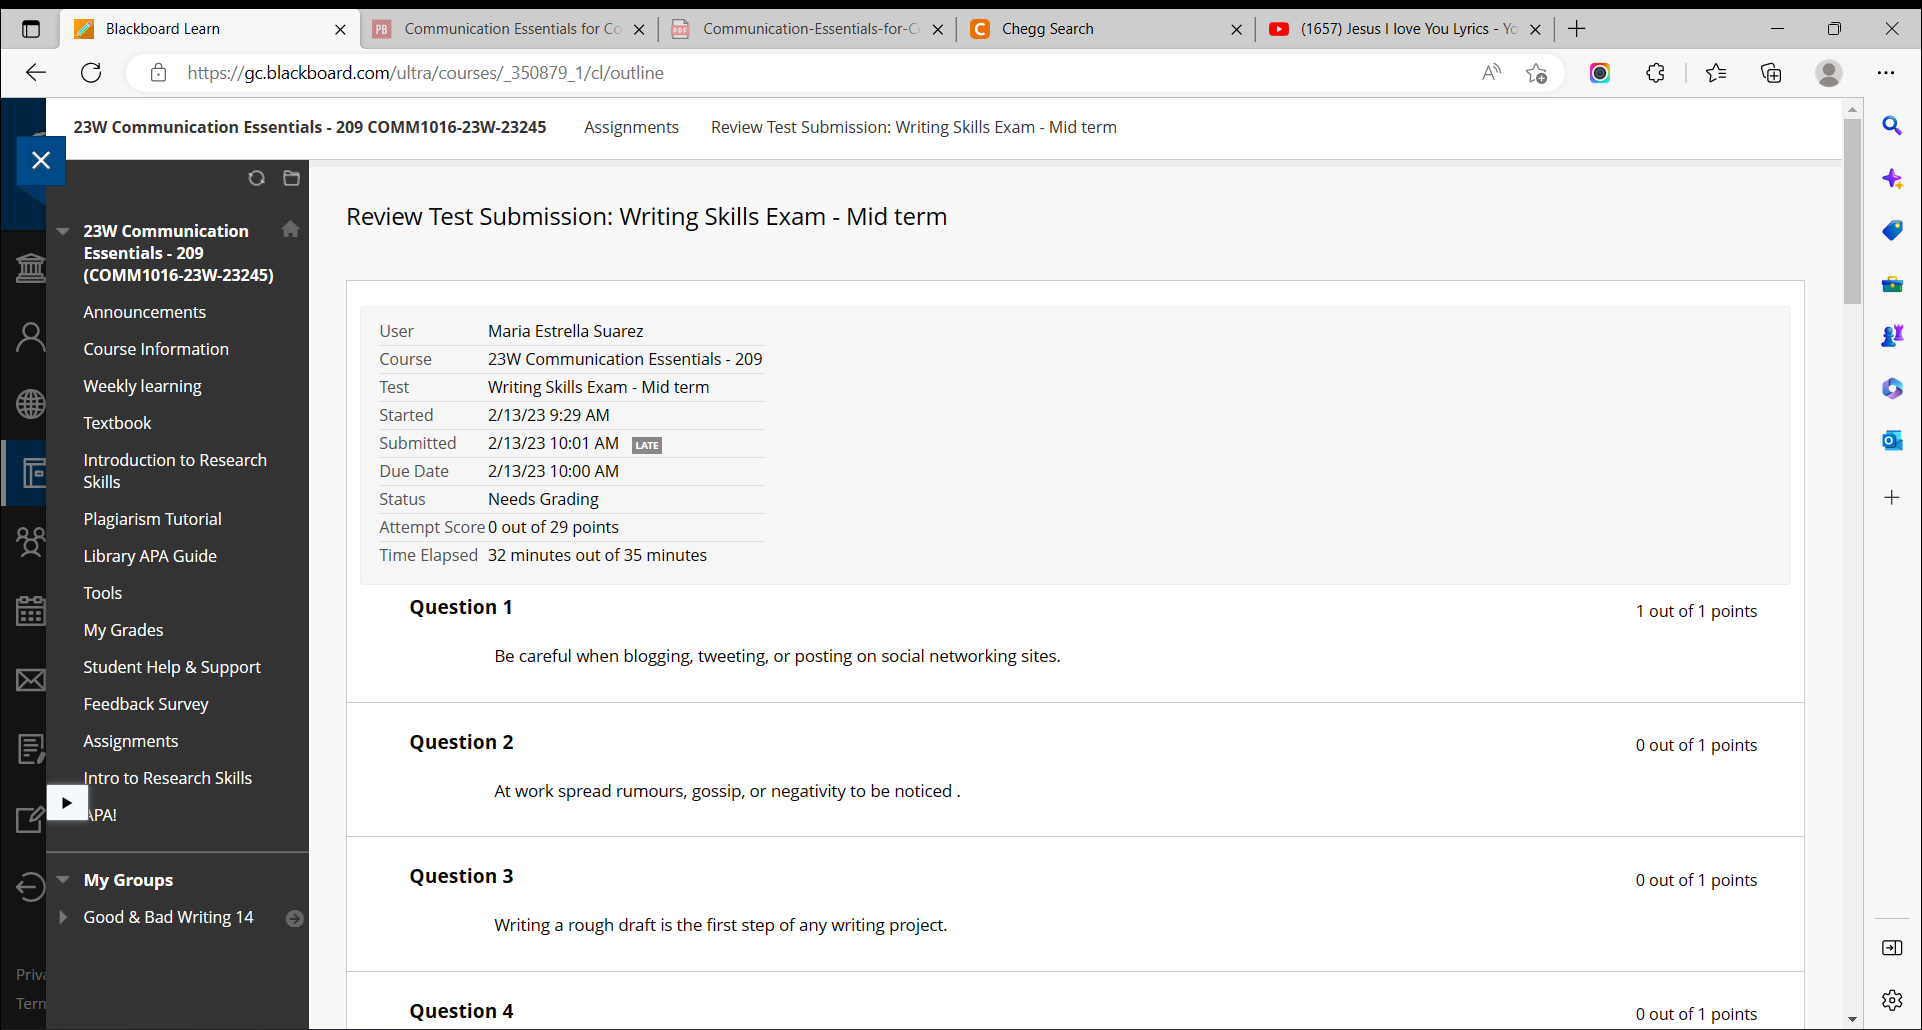 Blackboard Learn
PB
Communication Essentials for Co
PDF
Communication-Essentials-for-Co
C
Chegg Search
(1657) Jesus I love You Lyrics - Yo
https://gc.blackboard.com/ultra/courses/_350879_1/cl/outline
23W Communication Essentials - 209 COMM1016-23W-23245
Assignments
Review Test Submission: Writing Skills Exam - Mid term
23W Communication
Essentials - 209
(COMM1016-23W-23245)
Announcements
Course Information
Weekly learning
Textbook
Introduction to Research
Skills
Plagiarism Tutorial
Library APA Guide
Tools
My Grades
Student Help & Support
Feedback Survey
Assignments
Intro to Research Skills
APA!
My Groups
Good & Bad Writing 14
Priva
Term
Review Test Submission: Writing Skills Exam - Mid term
User Maria Estrella Suarez
Course 23W Communication Essentials - 209
Test Writing Skills Exam - Mid term
Started 2/13/23 9:29 AM
Submitted 2/13/23 10:01 AM LATE
Due Date 2/13/23 10:00 AM
Status Needs Grading
Attempt Score 0 out of 29 points
Time Elapsed 32 minutes out of 35 minutes
Question 1
1 out of 1 points
Be careful when blogging, tweeting, or posting on social networking sites.
Question 2
0 out of 1 points
At work spread rumours, gossip, or negativity to be noticed .
Question 3
0 out of 1 points
Writing a rough draft is the first step of any writing project.
Question 4
0 out of 1 points